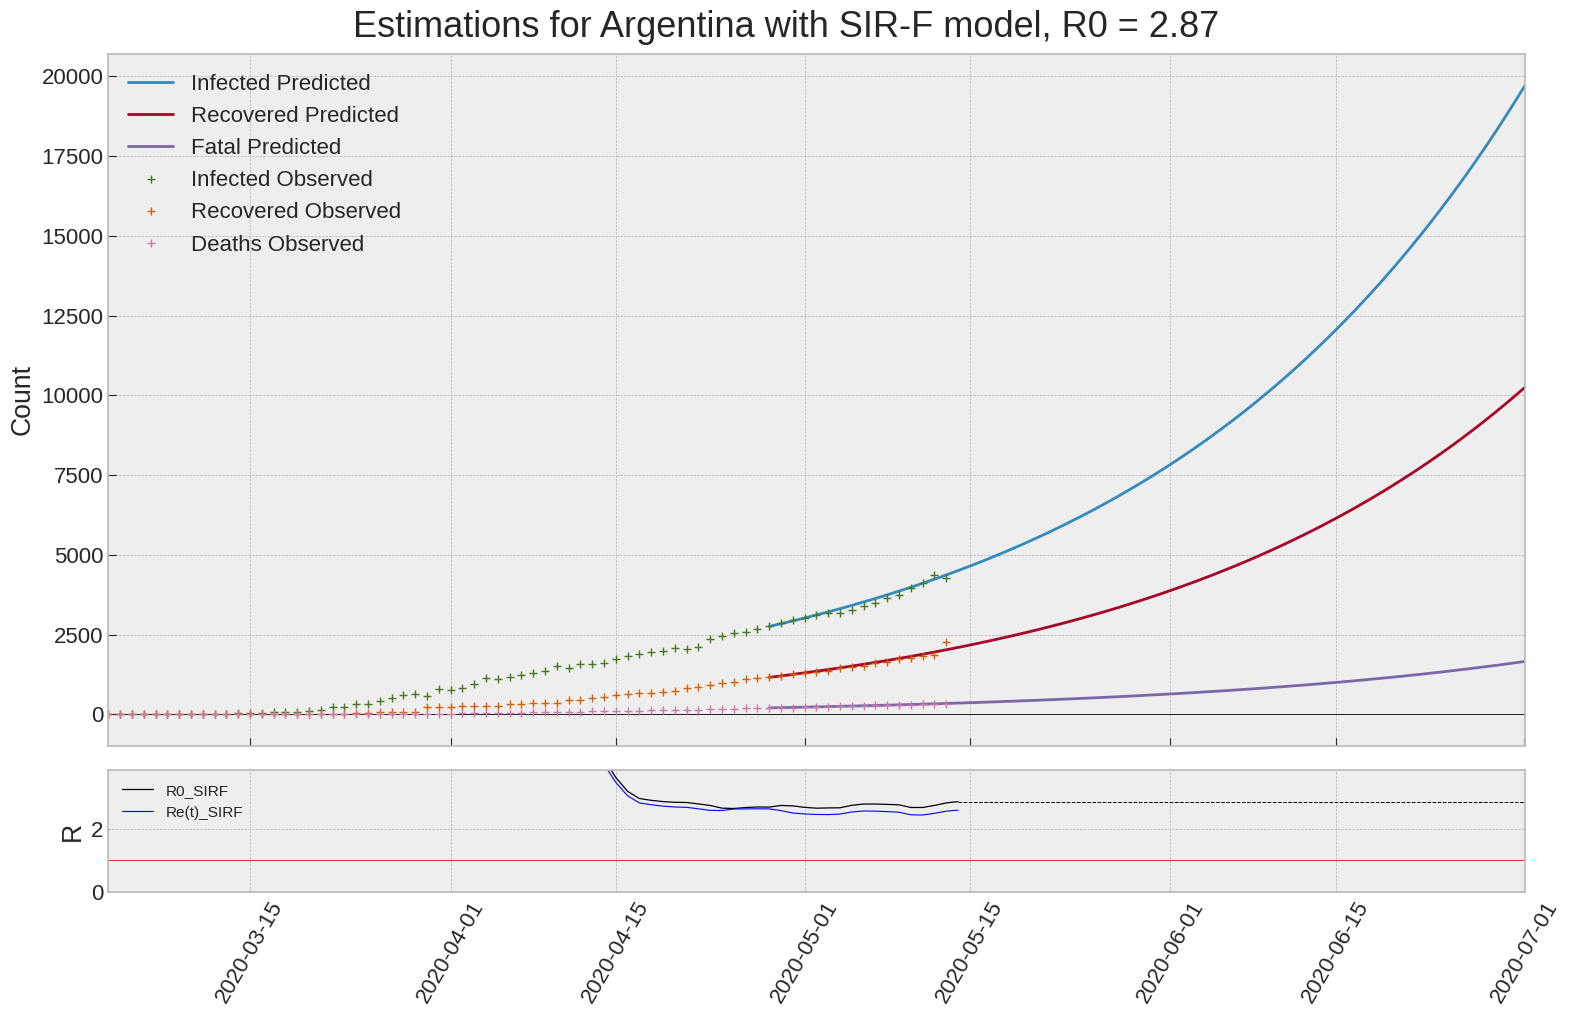 Estimations for Argentina with SIR-F model, R0 = 2.87
20000
17500
15000
12500
10000
7500
5000
2500
0
Count
Infected Predicted
Recovered Predicted
Fatal Predicted
Infected Observed
Recovered Observed
Deaths Observed
R0_SIRF
Re(t)_SIRF
R
2
0
2020-03-15
2020-04-01
2020-04-15
2020-05-01
2020-05-15
2020-06-01
2020-06-15
2020-07-01